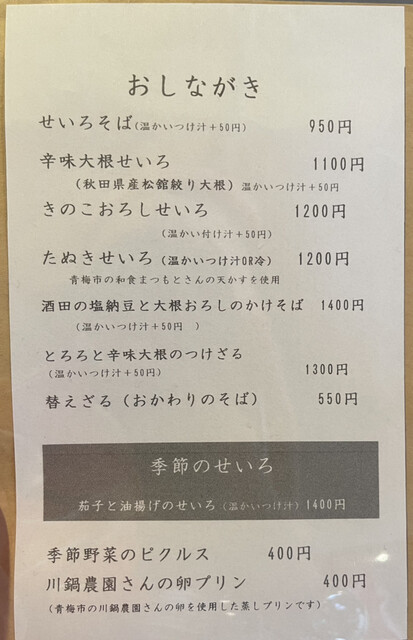 おしながき
せいろそば(温かいつけ汁+50円) 950円
辛味大根せいろ 1100円
(秋田県産松館絞り大根) 温かいつけ汁+50円
きのこおろしせいろ 1200円
(温かい付け汁+50円)
たぬきせいろ(温かいつけ汁OR冷) 1200円
青梅市の和食まつもとさんの天かすを使用
酒田の塩納豆と大根おろしのかけそば 1400円
(温かいつけ汁+50円 )
とろろと辛味大根のつけざる
(温かいつけ汁+50円) 1300円
替えざる(おかわりのそば) 550円
季節のせいろ
茄子と油揚げのせいろ(温かいつけ汁)1400円
季節野菜のピクルス 400円
川鍋農園さんの卵プリン 400円
(青梅市の川鍋農園さんの卵を使用した蒸しプリンです)